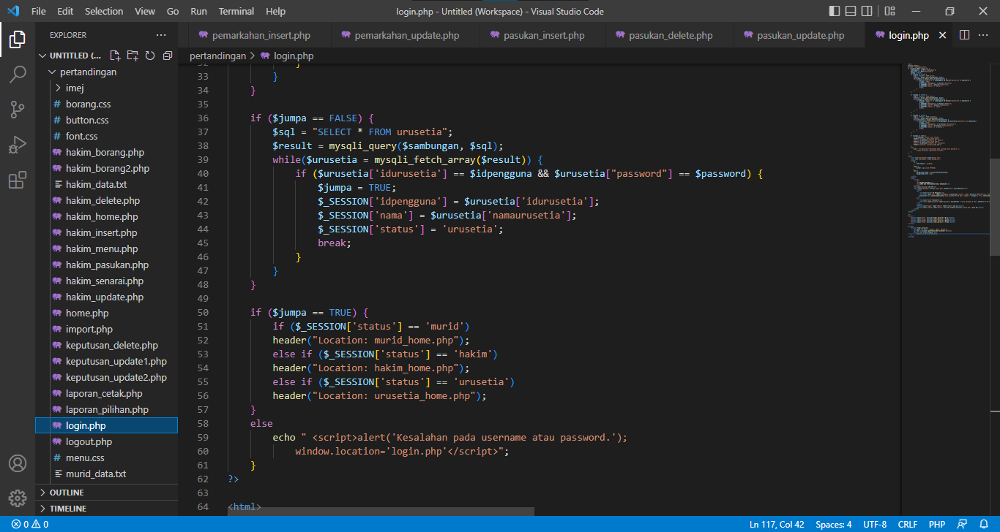 File Edit Selection View Go Run Terminal Help login.php - Untitled (Workspace) - Visual Studio Code
EXPLORER
UNTITLED (...
pertandingan
imej
borang.css
button.css
font.css
hakim_borang.php
hakim_borang2.php
hakim_data.txt
hakim_delete.php
hakim_home.php
hakim_insert.php
hakim_menu.php
hakim_pasukan.php
hakim_senarai.php
hakim_update.php
home.php
import.php
keputusan_delete.php
keputusan_update1.php
keputusan_update2.php
laporan_cetak.php
laporan_pilihan.php
login.php
logout.php
menu.css
murid_data.txt
OUTLINE
TIMELINE
pemarkahan_insert.php pemarkahan_update.php pasukan_insert.php pasukan_delete.php pasukan_update.php login.php
pertandingan > login.php
32 }
33 }
34 }
35
36 if ($jumpa == FALSE) {
37 $sql = "SELECT * FROM urusetia";
38 $result = mysqli_query($sambungan, $sql);
39 while($urusetia = mysqli_fetch_array($result)) {
40 if ($urusetia['idurusetia'] == $idpengguna && $urusetia["password"] == $password) {
41 $jumpa = TRUE;
42 $_SESSION['idpengguna'] = $urusetia['idurusetia'];
43 $_SESSION['nama'] = $urusetia['namaurusetia'];
44 $_SESSION['status'] = 'urusetia';
45 break;
46 }
47 }
48 }
49
50 if ($jumpa == TRUE) {
51 if ($_SESSION['status'] == 'murid')
52 header("Location: murid_home.php");
53 else if ($_SESSION['status'] == 'hakim')
54 header("Location: hakim_home.php");
55 else if ($_SESSION['status'] == 'urusetia')
56 header("Location: urusetia_home.php");
57 }
58 else
59 echo " <script>alert('Kesalahan pada username atau password.');
60 window.location='login.php'</script>";
61 }
62 ?>
63
64 <html>
0 0 Ln 117, Col 42 Spaces: 4 UTF-8 CRLF PHP